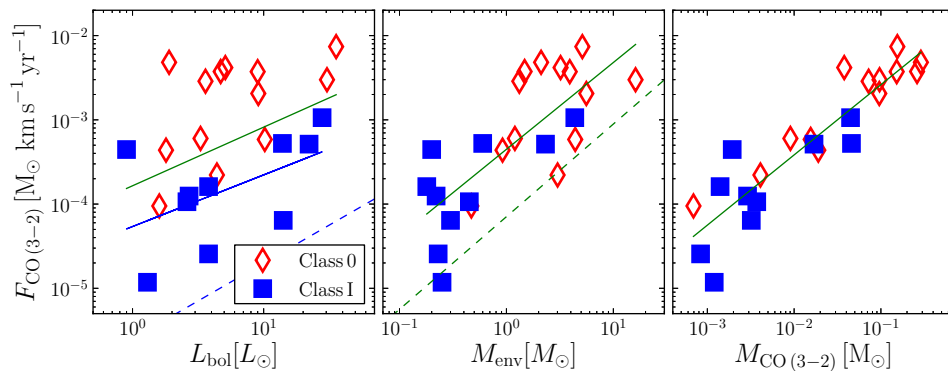 F_CO (3−2) [M_⊙ km s^−1 yr^−1]
10^−2
10^−3
10^−4
10^−5
Class 0
Class I
10^0 10^1
10^−1 10^0 10^1
10^−3 10^−2 10^−1
L_bol[L_⊙]
M_env[M_⊙]
M_CO (3−2) [M_⊙]